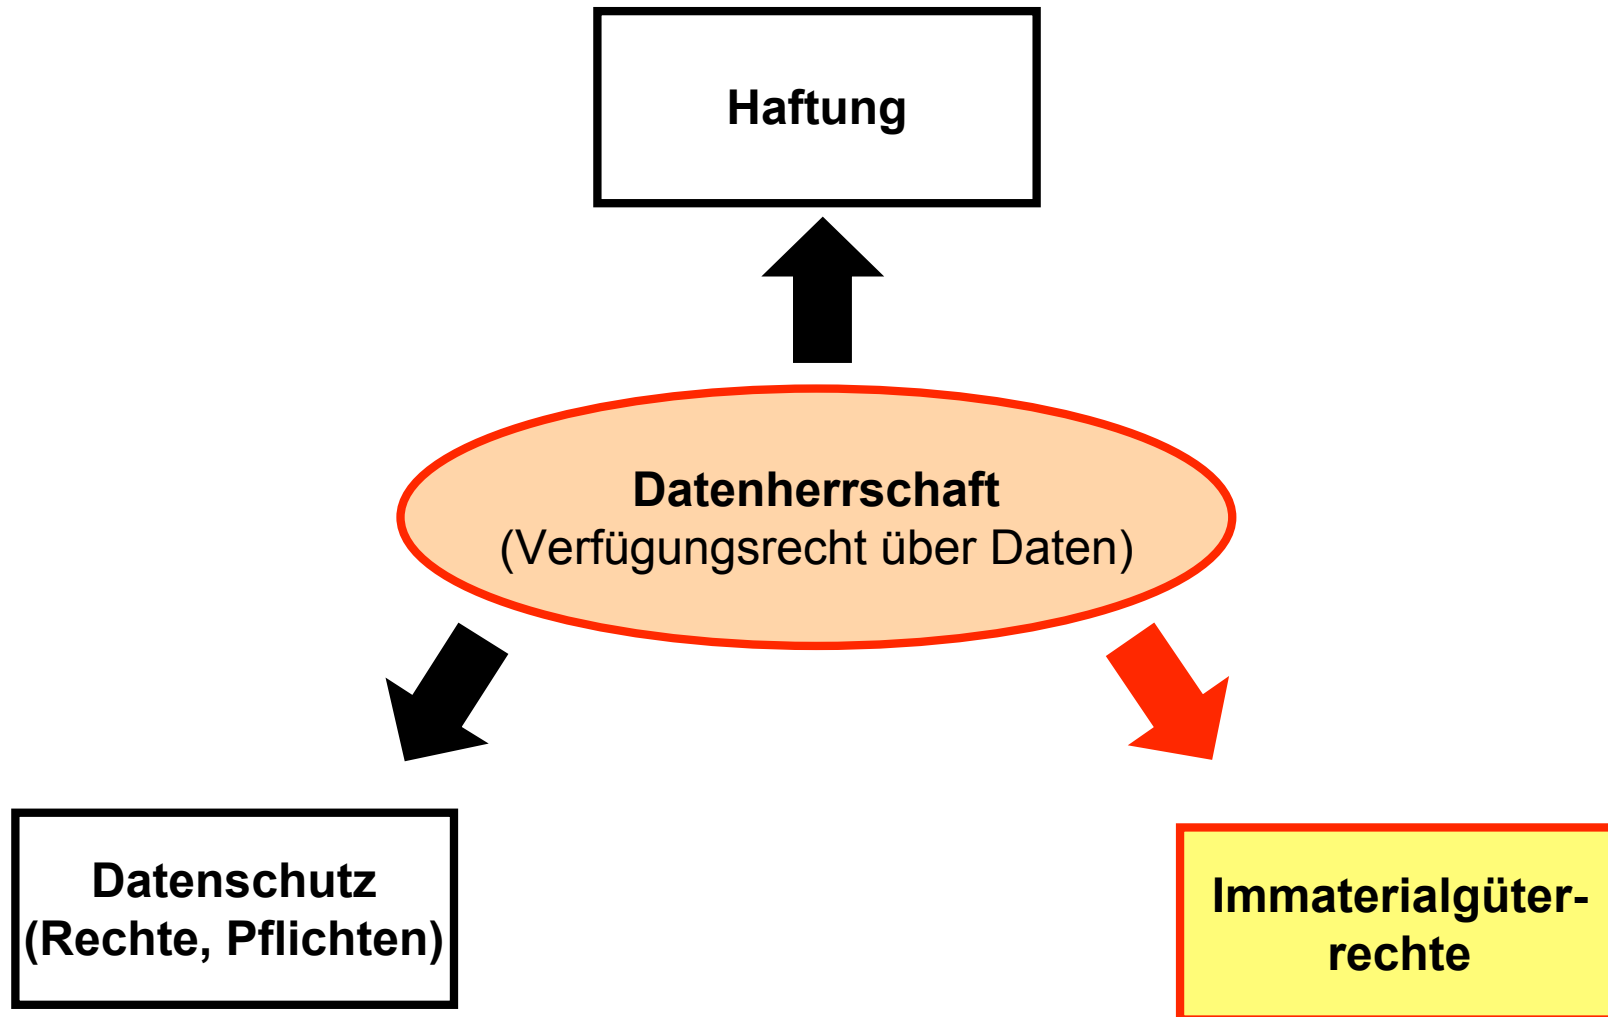 Haftung
Datenherrschaft
(Verfügungsrecht über Daten)
Datenschutz
(Rechte, Pflichten)
Immaterialgüter-
rechte